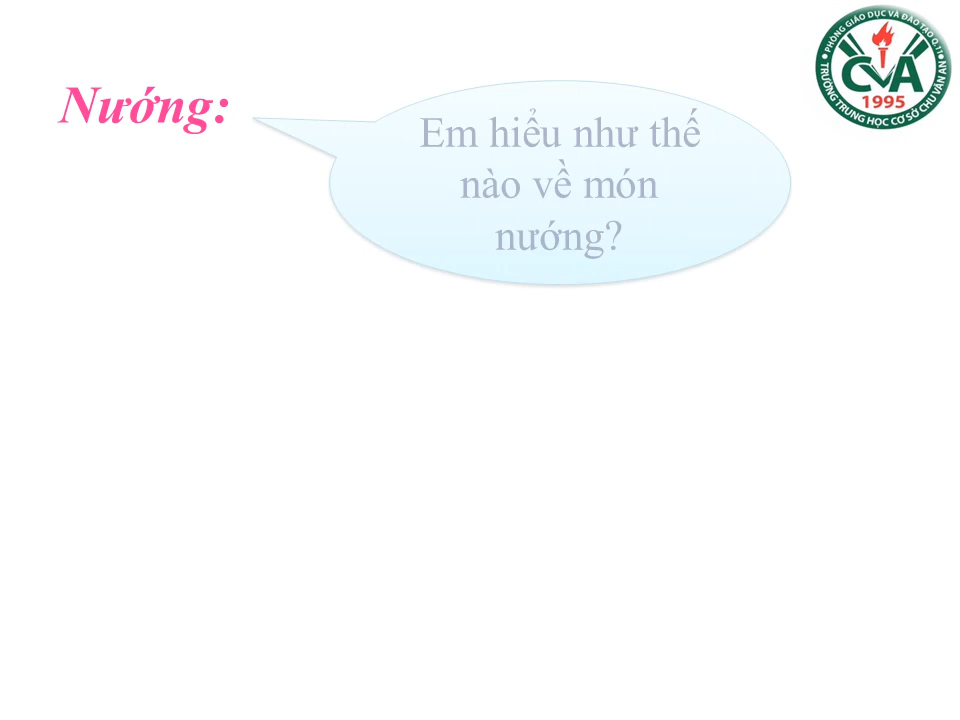 Nướng:
Em hiểu như thế
nào về món
nướng?
PHÒNG GIÁO DỤC VÀ ĐÀO TẠO Q.11
CVA
1995
TRƯỜNG TRUNG HỌC CƠ SỞ CHU VĂN AN